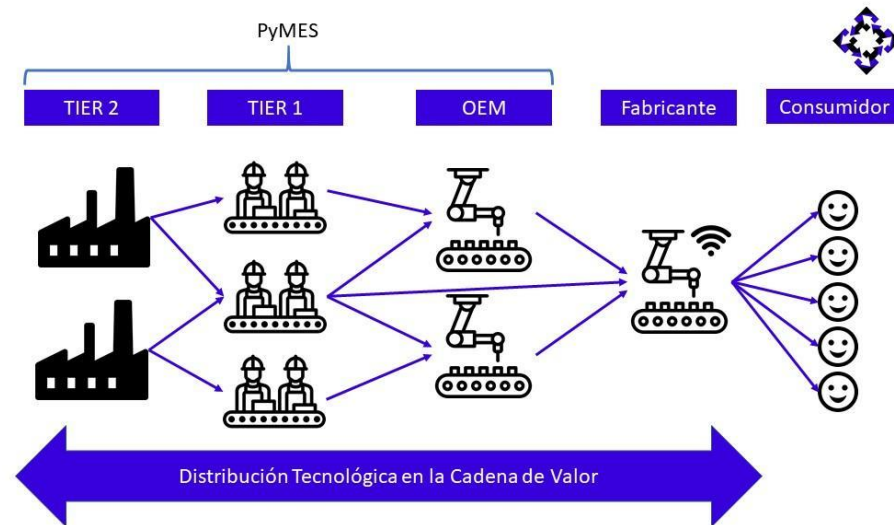 PyMES
TIER 2
TIER 1
OEM
Fabricante
Consumidor
Distribución Tecnológica en la Cadena de Valor